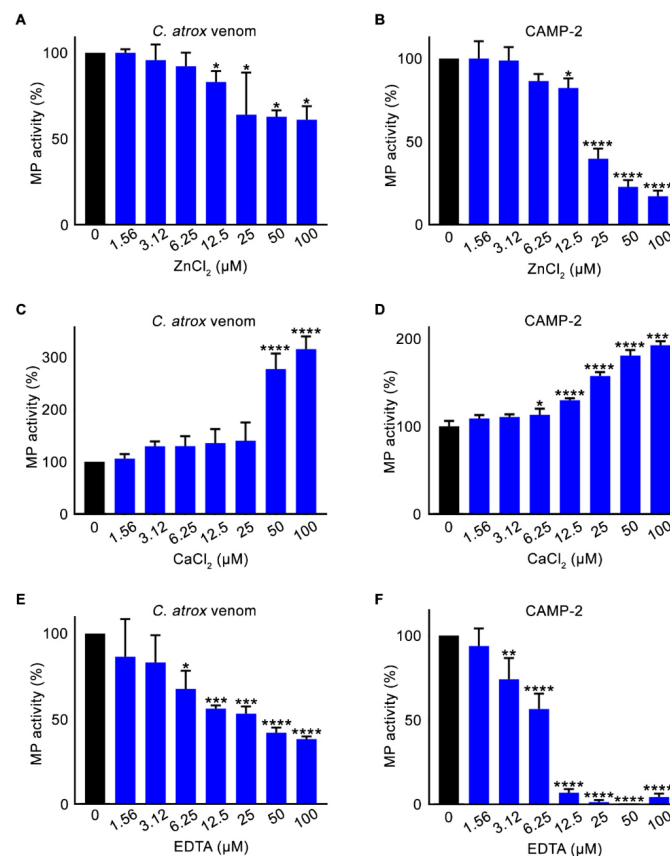 A
C. atrox venom
MP activity (%)
100
50
0
* * * *
0 1.56 3.12 6.25 12.5 25 50 100
ZnCl2 (µM)
B
CAMP-2
MP activity (%)
100
50
0
* **** **** ****
0 1.56 3.12 6.25 12.5 25 50 100
ZnCl2 (µM)
C
C. atrox venom
MP activity (%)
300
200
100
0
**** ****
0 1.56 3.12 6.25 12.5 25 50 100
CaCl2 (µM)
D
CAMP-2
MP activity (%)
200
100
0
* **** **** **** ***
0 1.56 3.12 6.25 12.5 25 50 100
CaCl2 (µM)
E
C. atrox venom
MP activity (%)
100
50
0
* *** *** **** ****
0 1.56 3.12 6.25 12.5 25 50 100
EDTA (µM)
F
CAMP-2
MP activity (%)
100
50
0
** **** **** **** **** ****
0 1.56 3.12 6.25 12.5 25 50 100
EDTA (µM)